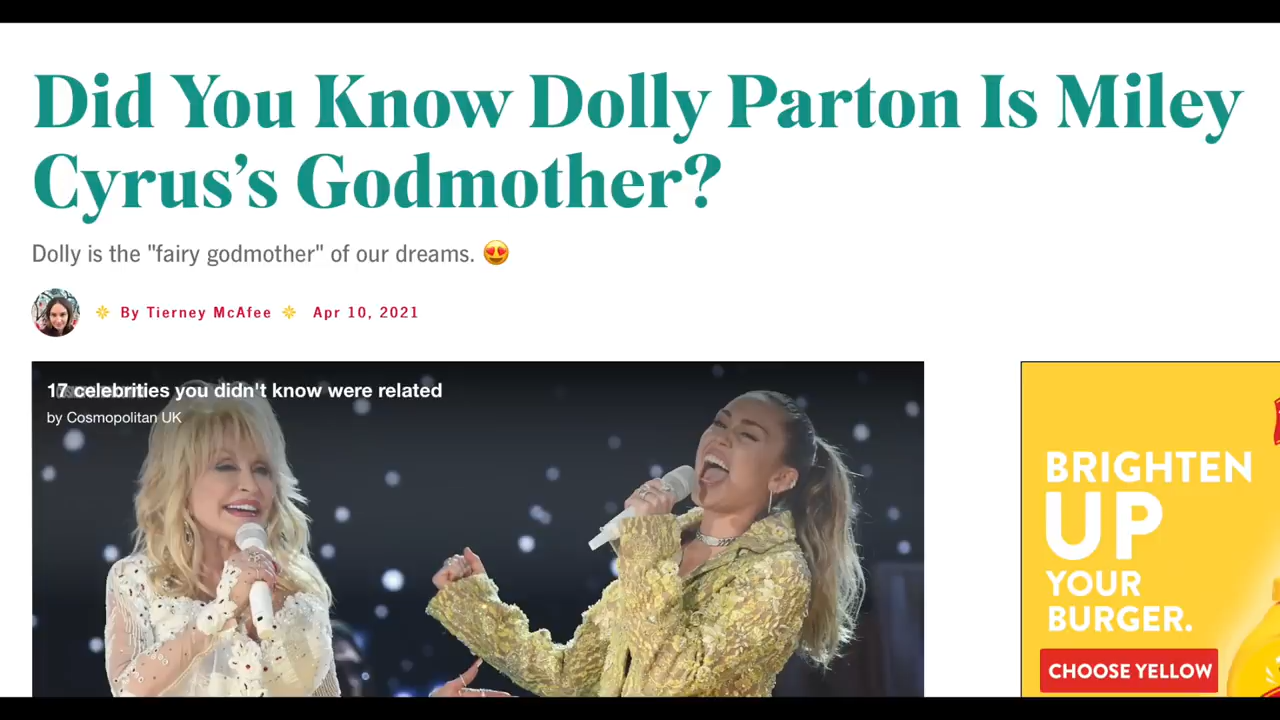 Did You Know Dolly Parton Is Miley
Cyrus’s Godmother?
Dolly is the "fairy godmother" of our dreams. 😍
By Tierney McAfee
Apr 10, 2021
17 celebrities you didn't know were related
by Cosmopolitan UK
BRIGHTEN
UP
YOUR
BURGER.
CHOOSE YELLOW